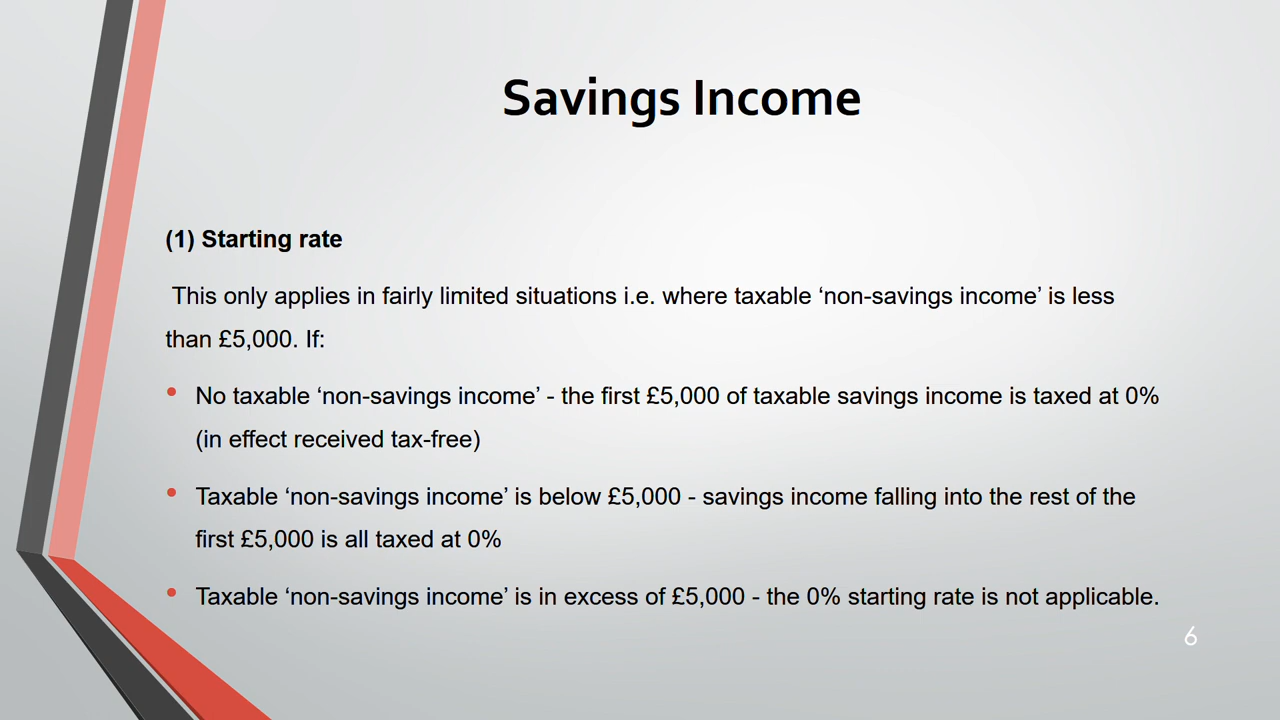 Savings Income
(1) Starting rate
This only applies in fairly limited situations i.e. where taxable ‘non-savings income’ is less
than £5,000. If:
• No taxable ‘non-savings income’ - the first £5,000 of taxable savings income is taxed at 0%
(in effect received tax-free)
• Taxable ‘non-savings income’ is below £5,000 - savings income falling into the rest of the
first £5,000 is all taxed at 0%
• Taxable ‘non-savings income’ is in excess of £5,000 - the 0% starting rate is not applicable.
6